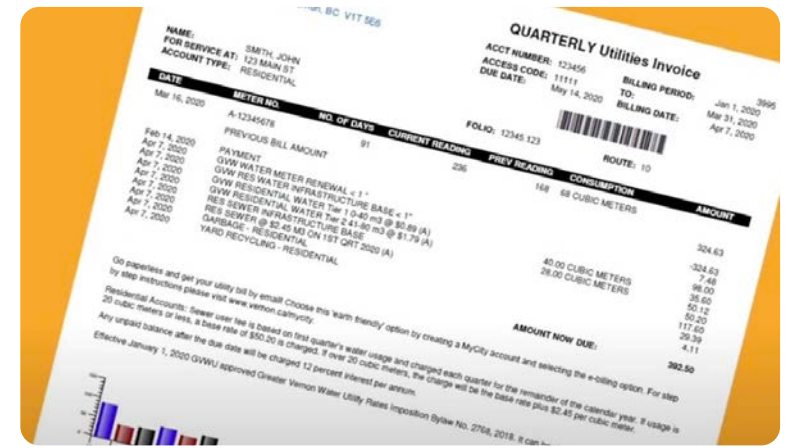 gh, BC V1T 5E6
QUARTERLY Utilities Invoice
NAME: SMITH, JOHN
FOR SERVICE AT: 123 MAIN ST
ACCOUNT TYPE: RESIDENTIAL
ACCT NUMBER: 123456
ACCESS CODE: 11111
DUE DATE: May 14, 2020
3995
BILLING PERIOD: Jan 1, 2020
TO: Mar 31, 2020
BILLING DATE: Apr 7, 2020
FOLIO: 12345.123
ROUTE: 10
DATE METER NO. NO. OF DAYS CURRENT READING PREV READING CONSUMPTION AMOUNT
Mar 16, 2020 A-12345678 91 236 168 68 CUBIC METERS
PREVIOUS BILL AMOUNT 324.63
Feb 14, 2020 PAYMENT -324.63
Apr 7, 2020 GVW WATER METER RENEWAL < 1" 7.48
Apr 7, 2020 GVW RES WATER INFRASTRUCTURE BASE < 1" 98.00
Apr 7, 2020 GVW RESIDENTIAL WATER Tier 1 0-40 m3 @ $0.89 (A) 40.00 CUBIC METERS 35.60
Apr 7, 2020 GVW RESIDENTIAL WATER Tier 2 41-80 m3 @ $1.79 (A) 28.00 CUBIC METERS 50.12
Apr 7, 2020 RES SEWER INFRASTRUCTURE BASE 50.20
Apr 7, 2020 RES SEWER @ $2.45 M3 ON 1ST QRT 2020 (A) 117.60
Apr 7, 2020 GARBAGE - RESIDENTIAL 29.39
Apr 7, 2020 YARD RECYCLING - RESIDENTIAL 4.11
AMOUNT NOW DUE: 392.50
Go paperless and get your utility bill by email! Choose this 'earth friendly' option by creating a MyCity account and selecting the e-billing option. For step
by step instructions please visit www.vernon.ca/mycity.
Residential Accounts: Sewer user fee is based on first quarter's water usage and charged each quarter for the remainder of the calendar year. If usage is
20 cubic meters or less, a base rate of $50.20 is charged. If over 20 cubic meters, the charge will be the base rate plus $2.45 per cubic meter.
Any unpaid balance after the due date will be charged 12 percent interest per annum.
Effective January 1, 2020 GVWU approved Greater Vernon Water Utility Rates Imposition Bylaw No. 2768, 2018. It can be